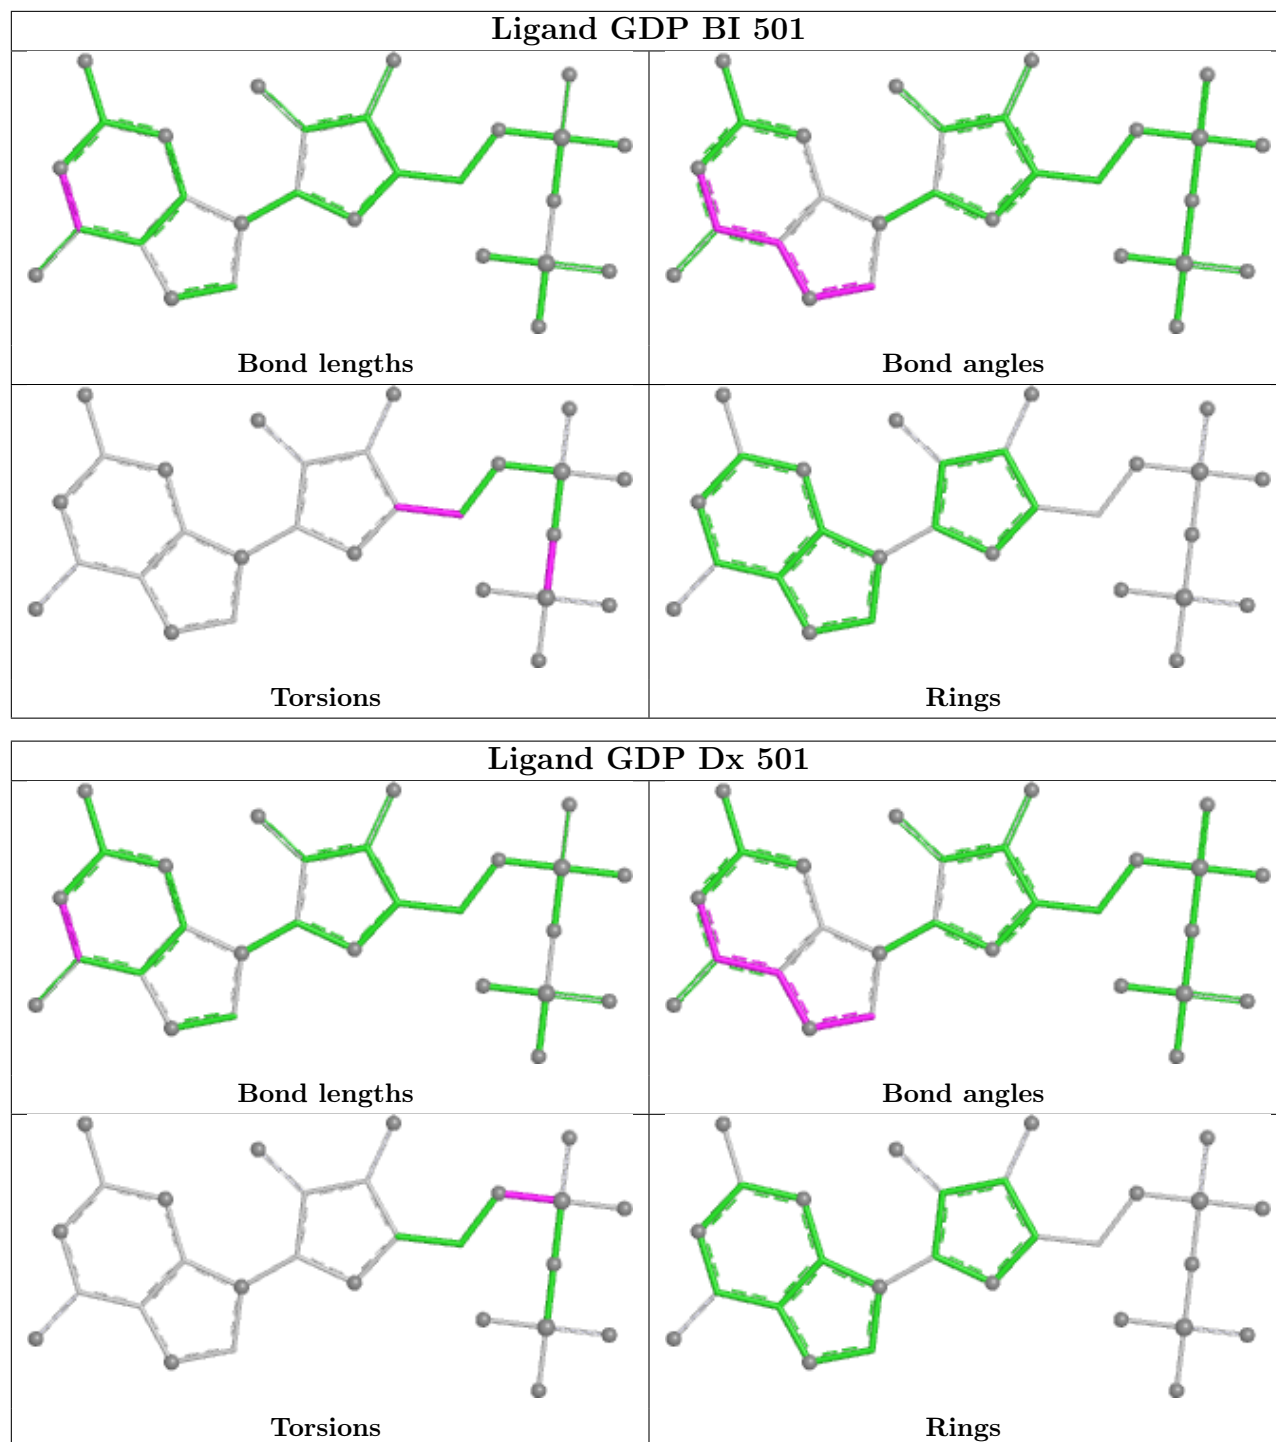 Ligand GDP BI 501
Bond lengths
Bond angles
Torsions
Rings
Ligand GDP Dx 501
Bond lengths
Bond angles
Torsions
Rings